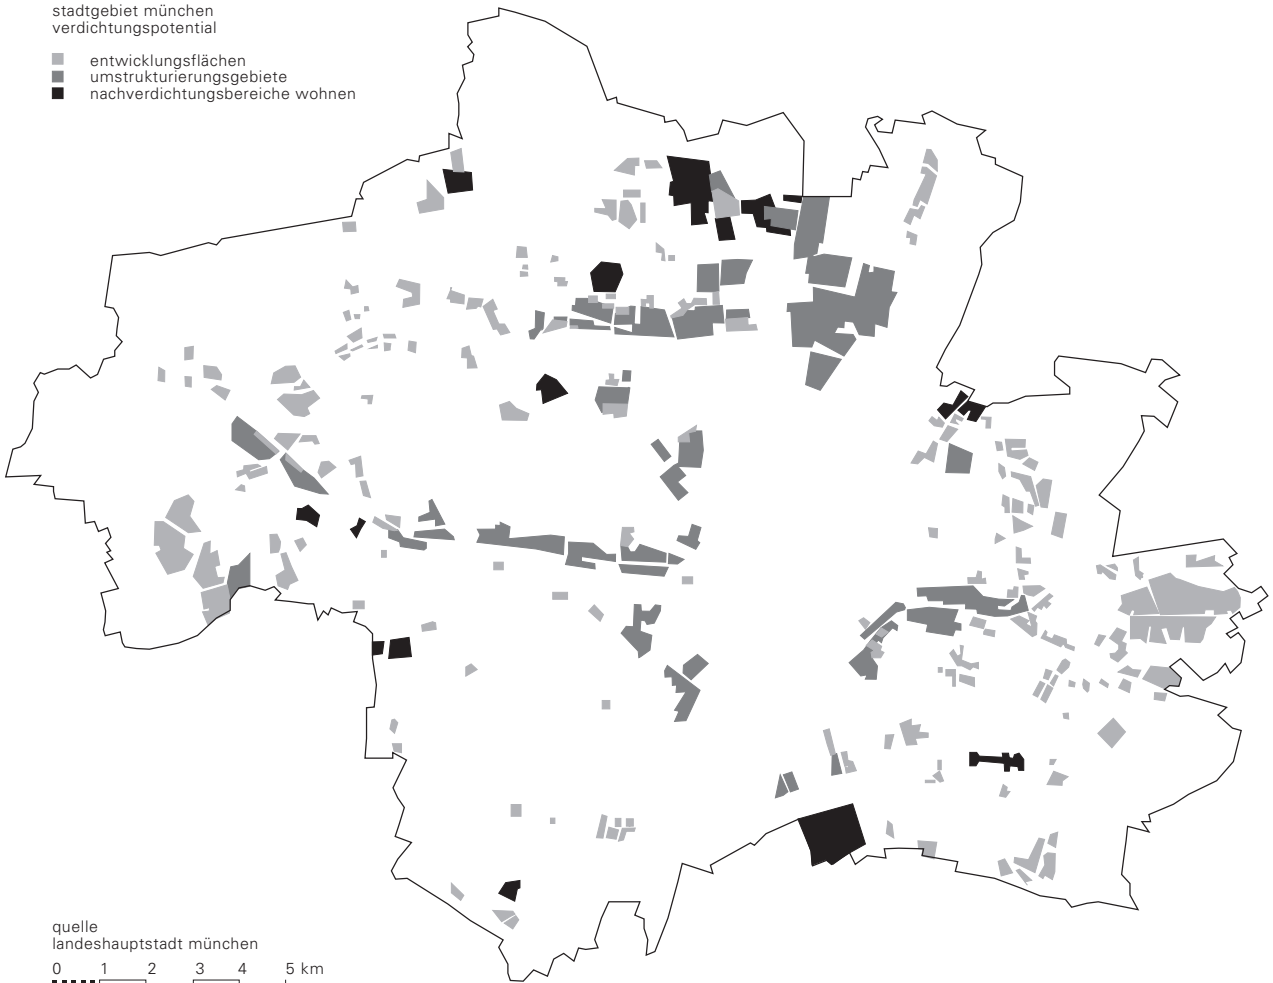 stadtgebiet münchen
verdichtungspotential
entwicklungsflächen
umstrukturierungsgebiete
nachverdichtungsbereiche wohnen
quelle
landeshauptstadt münchen
0 1 2 3 4 5 km